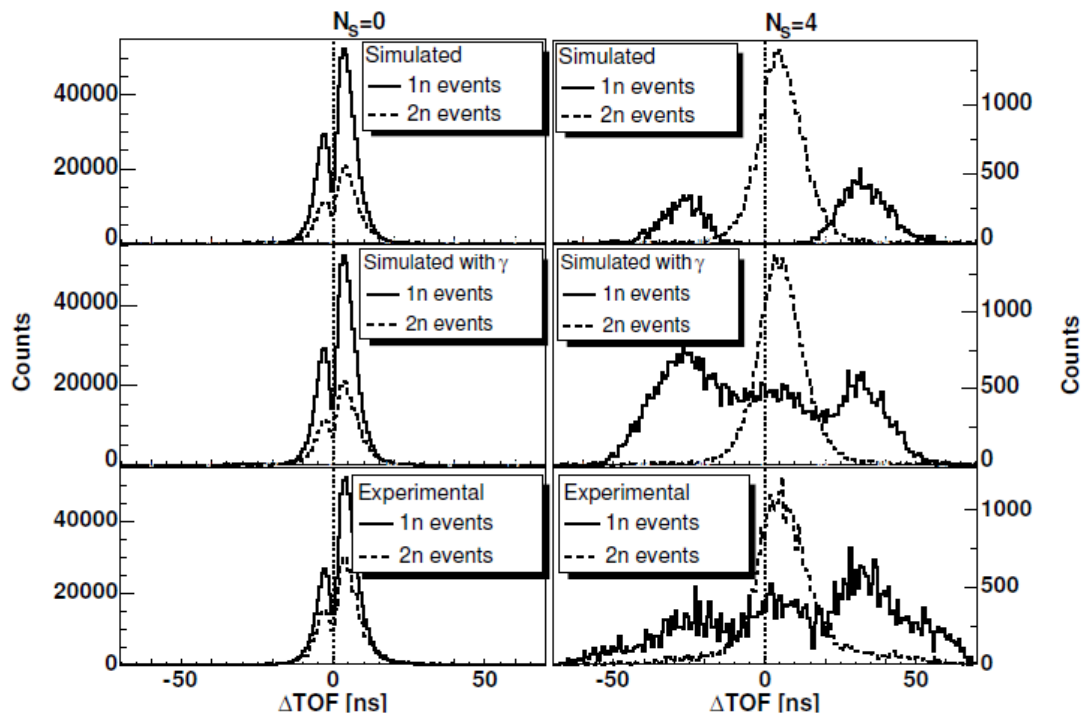 N_S=0
N_S=4
Simulated
1n events
2n events
Simulated
1n events
2n events
40000
20000
0
1000
500
0
Simulated with γ
1n events
2n events
Simulated with γ
1n events
2n events
40000
20000
0
1000
500
0
Counts
Counts
Experimental
1n events
2n events
Experimental
1n events
2n events
40000
20000
0
1000
500
0
-50
0
50
-50
0
50
ΔTOF [ns]
ΔTOF [ns]